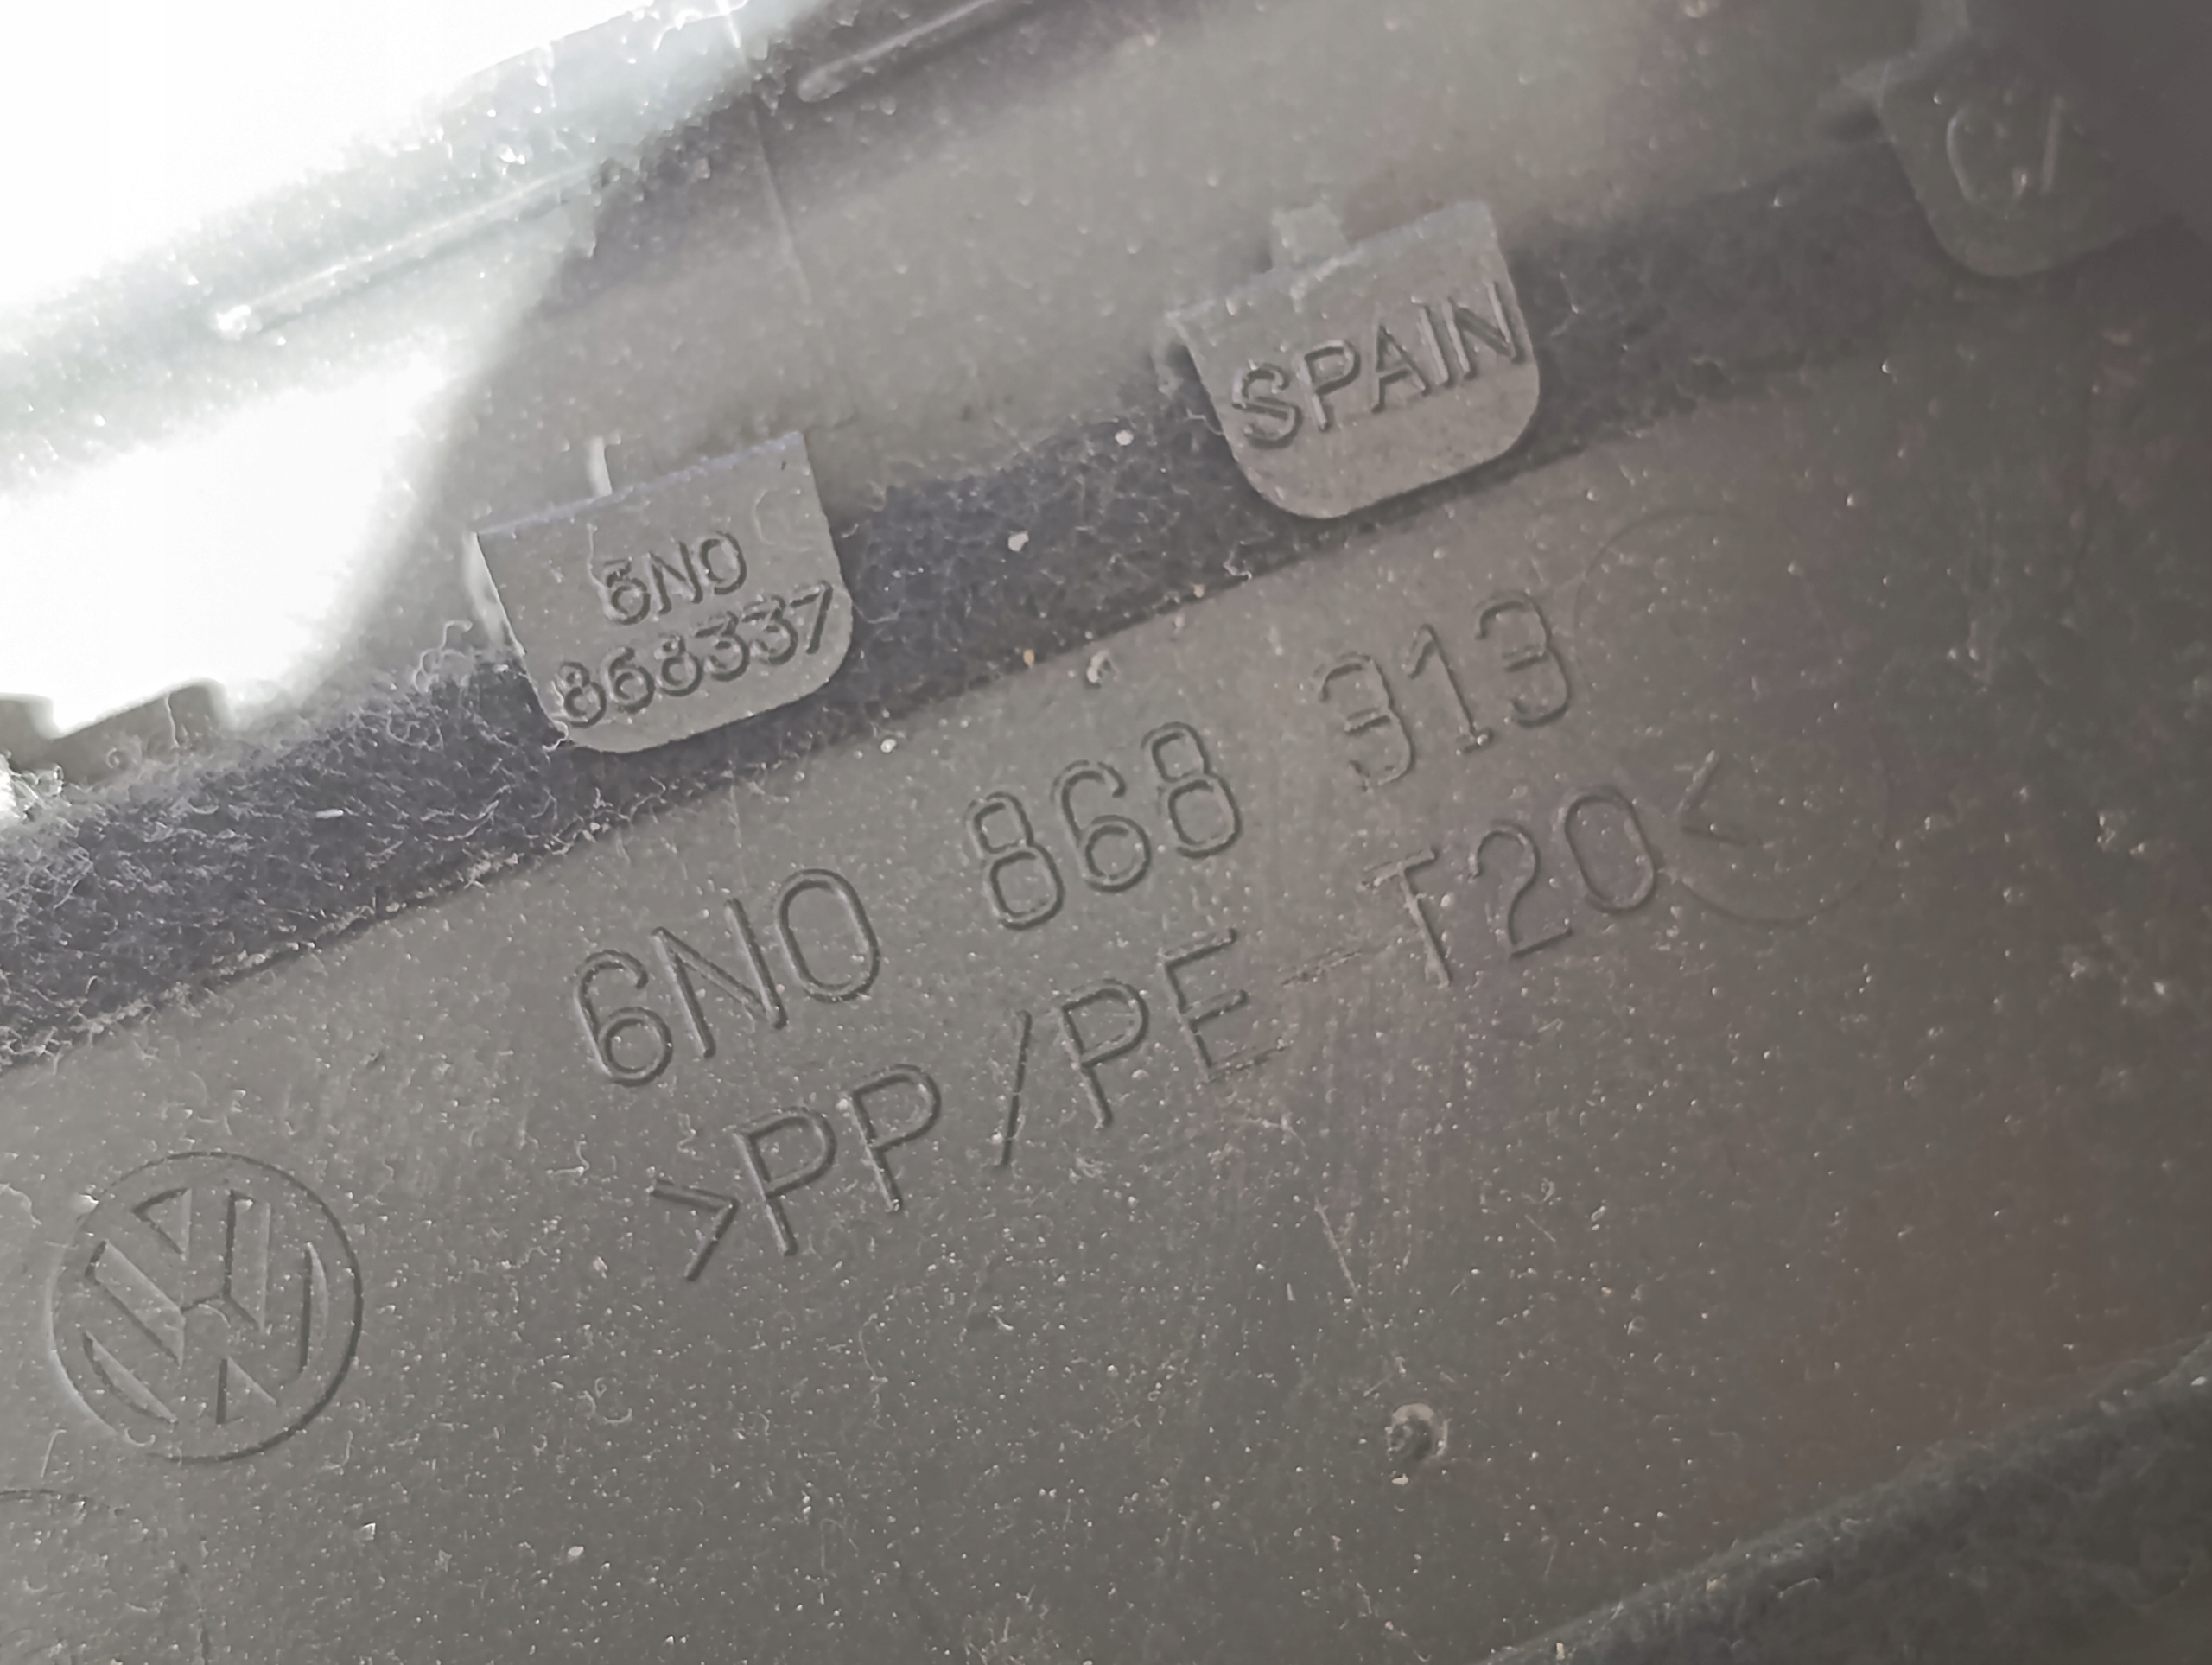 SPAIN
6N0
868337
6N0 868 313
>PP/PE-T20<